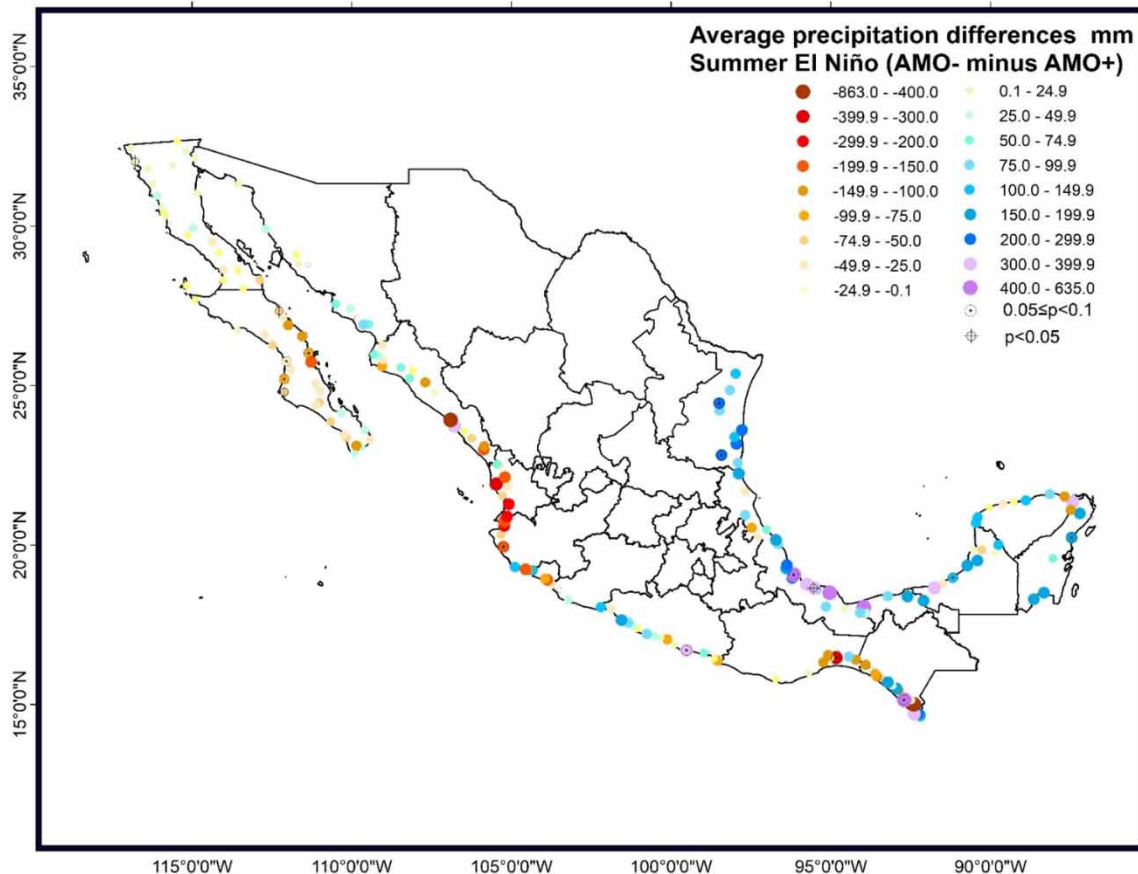 Average precipitation differences mm
Summer El Niño (AMO- minus AMO+)
-863.0 - -400.0
-399.9 - -300.0
-299.9 - -200.0
-199.9 - -150.0
-149.9 - -100.0
-99.9 - -75.0
-74.9 - -50.0
-49.9 - -25.0
-24.9 - -0.1
0.1 - 24.9
25.0 - 49.9
50.0 - 74.9
75.0 - 99.9
100.0 - 149.9
150.0 - 199.9
200.0 - 299.9
300.0 - 399.9
400.0 - 635.0
0.05≤p<0.1
p<0.05
35°0'0"N
30°0'0"N
25°0'0"N
20°0'0"N
15°0'0"N
115°0'0"W
110°0'0"W
105°0'0"W
100°0'0"W
95°0'0"W
90°0'0"W